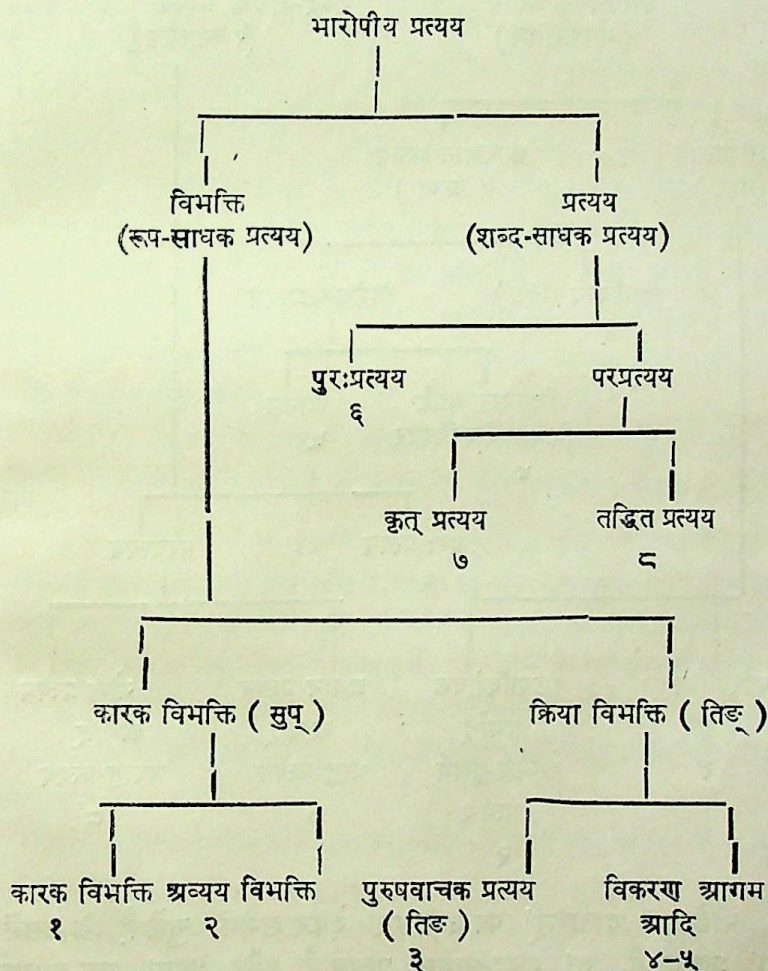 भारोपीय प्रत्यय
विभक्ति प्रत्यय
(रूप-साधक प्रत्यय) (शब्द-साधक प्रत्यय)
पुरःप्रत्यय परप्रत्यय
६
कृत् प्रत्यय तद्धित प्रत्यय
७ ८
कारक विभक्ति ( सुप् ) क्रिया विभक्ति ( तिङ् )
कारक विभक्ति अव्यय विभक्ति पुरुषवाचक प्रत्यय विकरण आगम
१ २ ( तिङ ) आदि
३ ४–५